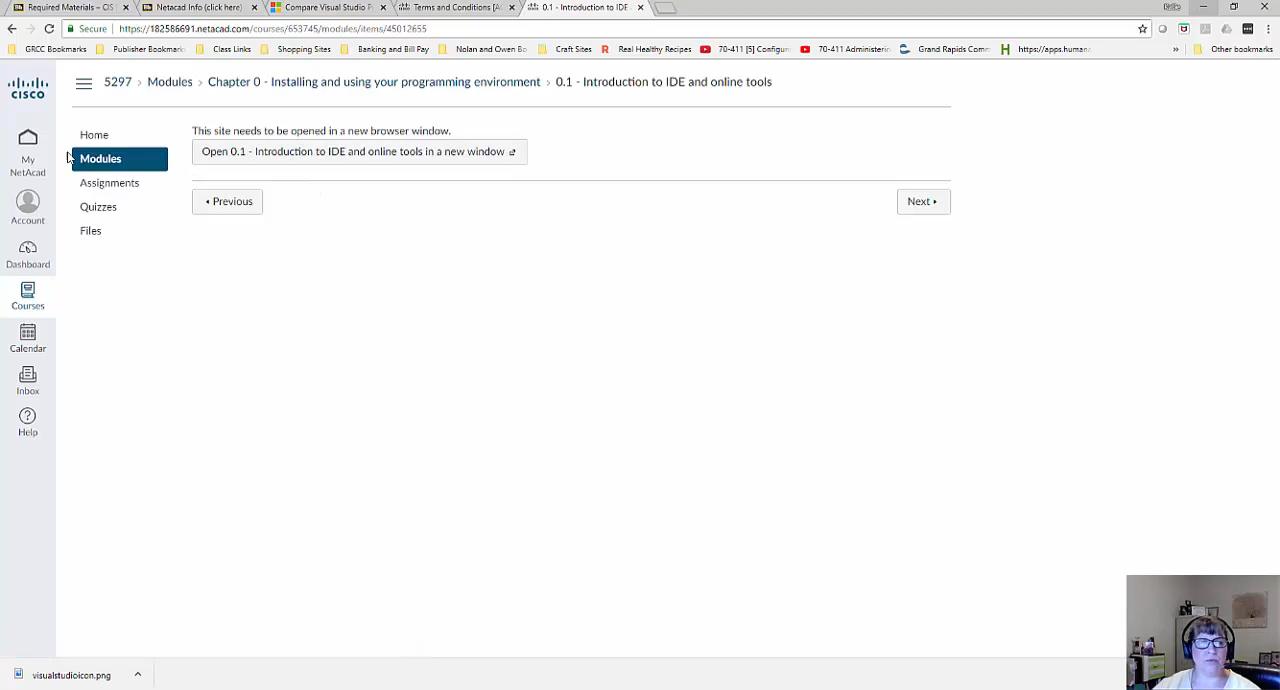 Required Materials – CIS
Netacad Info (click here)
Compare Visual Studio P
Terms and Conditions [A
0.1 - Introduction to IDE
Secure
https://182586691.netacad.com/courses/653745/modules/items/45012655
GRCC Bookmarks
Publisher Bookmark
Class Links
Shopping Sites
Banking and Bill Pay
Nolan and Owen Bo
Craft Sites
Real Healthy Recipes
70-411 [5] Configur
70-411 Administerin
Grand Rapids Comm
https://apps.human
»
Other bookmarks
CISCO
5297 › Modules › Chapter 0 - Installing and using your programming environment › 0.1 - Introduction to IDE and online tools
My NetAcad
Account
Dashboard
Courses
Calendar
Inbox
Help
Home
Modules
Assignments
Quizzes
Files
This site needs to be opened in a new browser window.
Open 0.1 - Introduction to IDE and online tools in a new window
Previous
Next
visualstudioicon.png